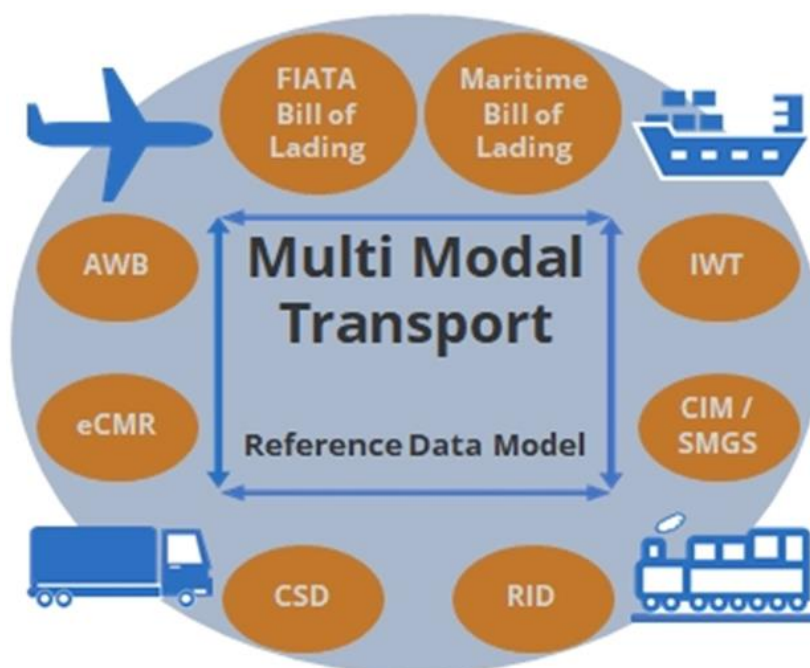 FIATA
Bill of
Lading
Maritime
Bill of
Lading
AWB
Multi Modal
Transport
IWT
eCMR
Reference Data Model
CIM /
SMGS
CSD
RID